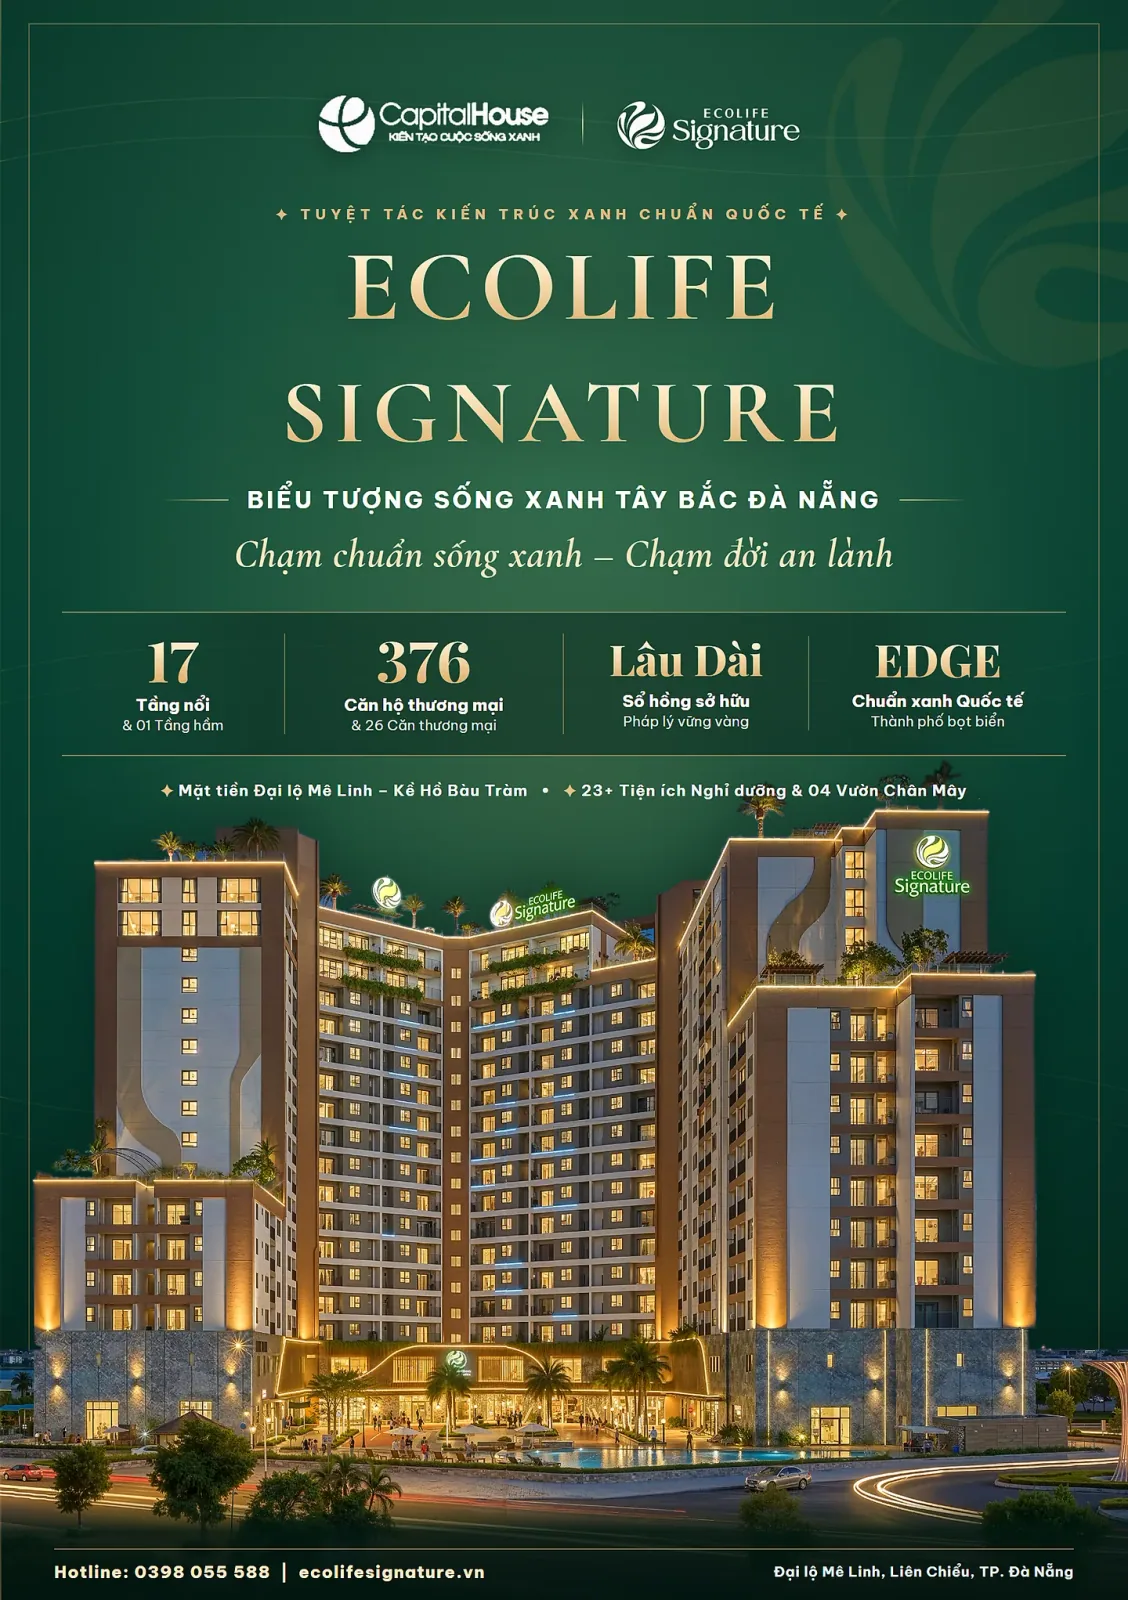 CapitalHouse
KIẾN TẠO CUỘC SỐNG XANH
ECOLIFE
Signature
TUYỆT TÁC KIẾN TRÚC XANH CHUẨN QUỐC TẾ
ECOLIFE
SIGNATURE
BIỂU TƯỢNG SỐNG XANH TÂY BẮC ĐÀ NẴNG
Chạm chuẩn sống xanh – Chạm đời an lành
17
Tầng nổi
& 01 Tầng hầm
376
Căn hộ thương mại
& 26 Căn thương mại
Lâu Dài
Sổ hồng sở hữu
Pháp lý vững vàng
EDGE
Chuẩn xanh Quốc tế
Thành phố bọt biển
Mặt tiền Đại lộ Mê Linh – Kề Hồ Bàu Tràm • 23+ Tiện ích Nghỉ dưỡng & 04 Vườn Chân Mây
ECOLIFE
Signature
ECOLIFE
Signature
Hotline: 0398 055 588 | ecolifesignature.vn
Đại lộ Mê Linh, Liên Chiểu, TP. Đà Nẵng